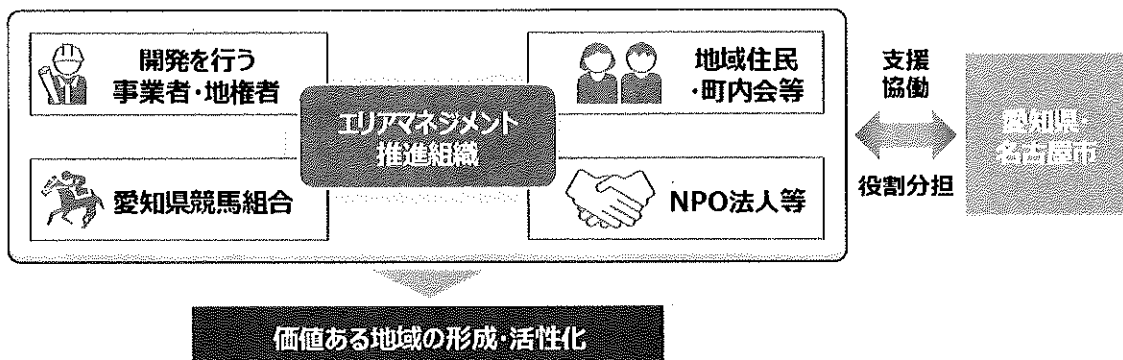 開発を行う
事業者・地権者
地域住民
・町内会等
エリアマネジメント
推進組織
愛知県競馬組合
NPO法人等
支援
協働
役割分担
愛知県・
名古屋市
価値ある地域の形成・活性化